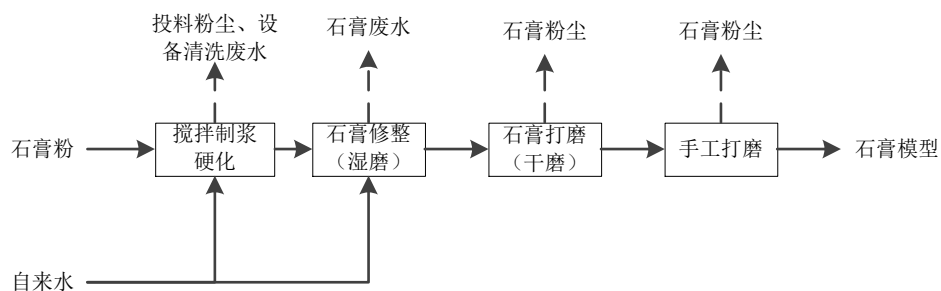 投料粉尘、设
备清洗废水
石膏废水
石膏粉尘
石膏粉尘
石膏粉
搅拌制浆
硬化
石膏修整
（湿磨）
石膏打磨
（干磨）
手工打磨
石膏模型
自来水